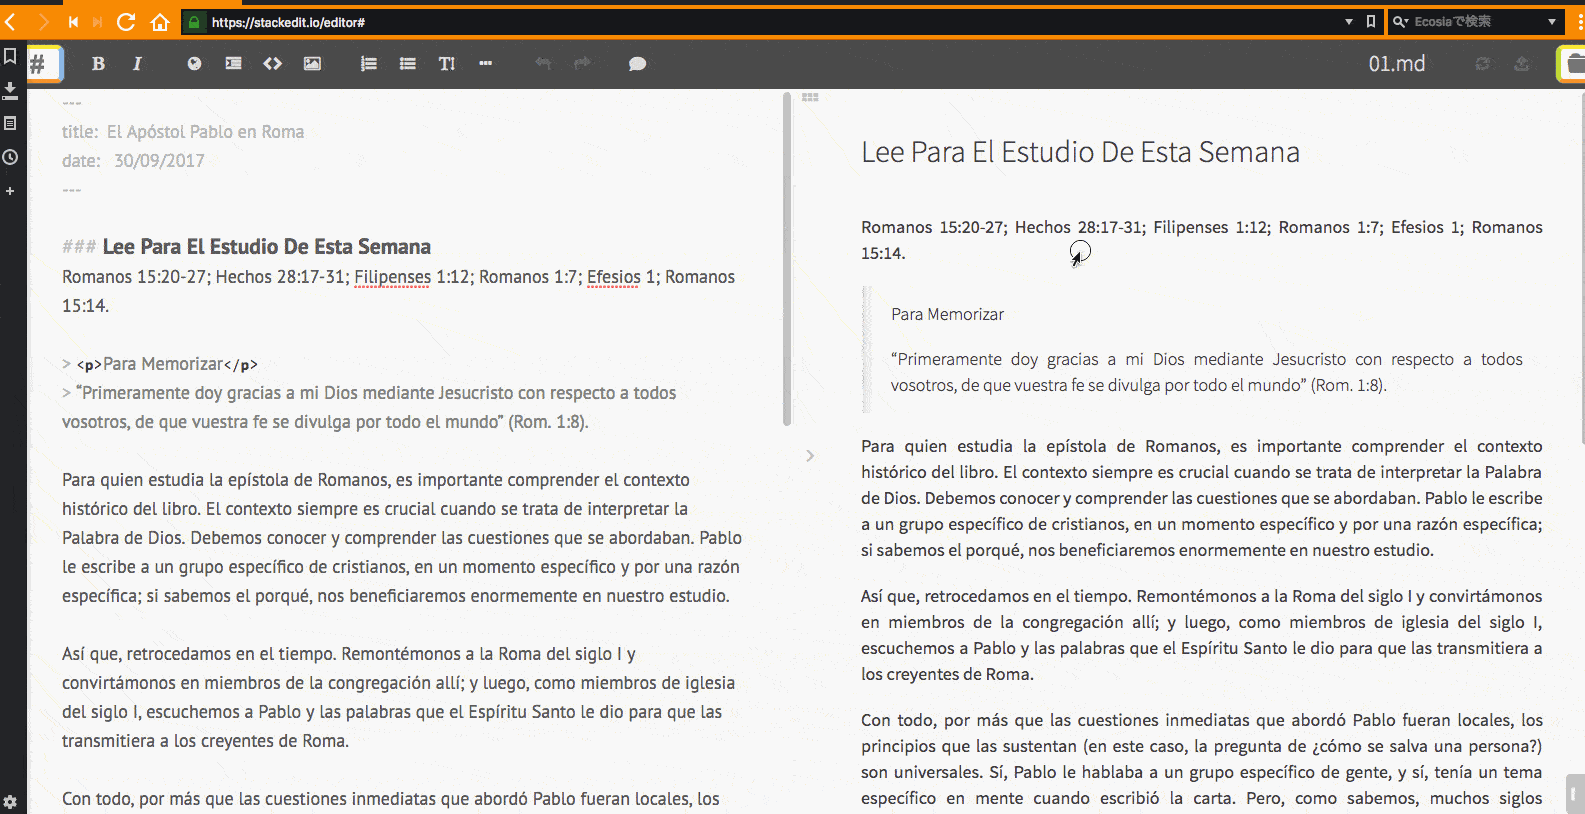 https://stackedit.io/editor#
Ecosiaで検索
#
B I
01.md
---
title: El Apóstol Pablo en Roma
date: 30/09/2017
---
### Lee Para El Estudio De Esta Semana
Romanos 15:20-27; Hechos 28:17-31; Filipenses 1:12; Romanos 1:7; Efesios 1; Romanos
15:14.
> <p>Para Memorizar</p>
> “Primeramente doy gracias a mi Dios mediante Jesucristo con respecto a todos
vosotros, de que vuestra fe se divulga por todo el mundo” (Rom. 1:8).
Para quien estudia la epístola de Romanos, es importante comprender el contexto
histórico del libro. El contexto siempre es crucial cuando se trata de interpretar la
Palabra de Dios. Debemos conocer y comprender las cuestiones que se abordaban. Pablo
le escribe a un grupo específico de cristianos, en un momento específico y por una razón
específica; si sabemos el porqué, nos beneficiaremos enormemente en nuestro estudio.
Así que, retrocedamos en el tiempo. Remontémonos a la Roma del siglo I y
convirtámonos en miembros de la congregación allí; y luego, como miembros de iglesia
del siglo I, escuchemos a Pablo y las palabras que el Espíritu Santo le dio para que las
transmitiera a los creyentes de Roma.
Con todo, por más que las cuestiones inmediatas que abordó Pablo fueran locales, los
Lee Para El Estudio De Esta Semana
Romanos 15:20-27; Hechos 28:17-31; Filipenses 1:12; Romanos 1:7; Efesios 1; Romanos
15:14.
Para Memorizar
“Primeramente doy gracias a mi Dios mediante Jesucristo con respecto a todos
vosotros, de que vuestra fe se divulga por todo el mundo” (Rom. 1:8).
Para quien estudia la epístola de Romanos, es importante comprender el contexto
histórico del libro. El contexto siempre es crucial cuando se trata de interpretar la Palabra
de Dios. Debemos conocer y comprender las cuestiones que se abordaban. Pablo le escribe
a un grupo específico de cristianos, en un momento específico y por una razón específica;
si sabemos el porqué, nos beneficiaremos enormemente en nuestro estudio.
Así que, retrocedamos en el tiempo. Remontémonos a la Roma del siglo I y convirtámonos
en miembros de la congregación allí; y luego, como miembros de iglesia del siglo I,
escuchemos a Pablo y las palabras que el Espíritu Santo le dio para que las transmitiera a
los creyentes de Roma.
Con todo, por más que las cuestiones inmediatas que abordó Pablo fueran locales, los
principios que las sustentan (en este caso, la pregunta de ¿cómo se salva una persona?)
son universales. Sí, Pablo le hablaba a un grupo específico de gente, y sí, tenía un tema
específico en mente cuando escribió la carta. Pero, como sabemos, muchos siglos